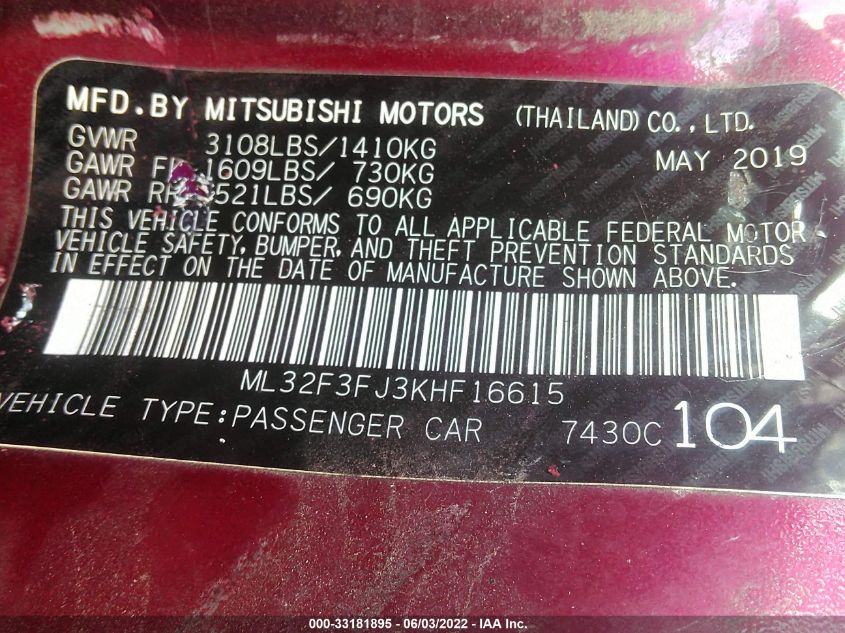 MFD.BY MITSUBISHI MOTORS (THAILAND) CO.,LTD.
GVWR 3108LBS/1410KG MAY 2019
GAWR 1609LBS/ 730KG
GAWR 690KG
THIS VEHICLE CONFORMS TO ALL APPLICABLE FEDERAL MOTOR
VEHICLE SAFETY, BUMPER, AND THEFT PREVENTION STANDARDS
IN EFFECT ON THE DATE OF MANUFACTURE SHOWN ABOVE.
ML32F3FJ3KHF16615
VEHICLE TYPE:PASSENGER CAR 7430C 104
000-33181895 - 06/03/2022 - IAA Inc.